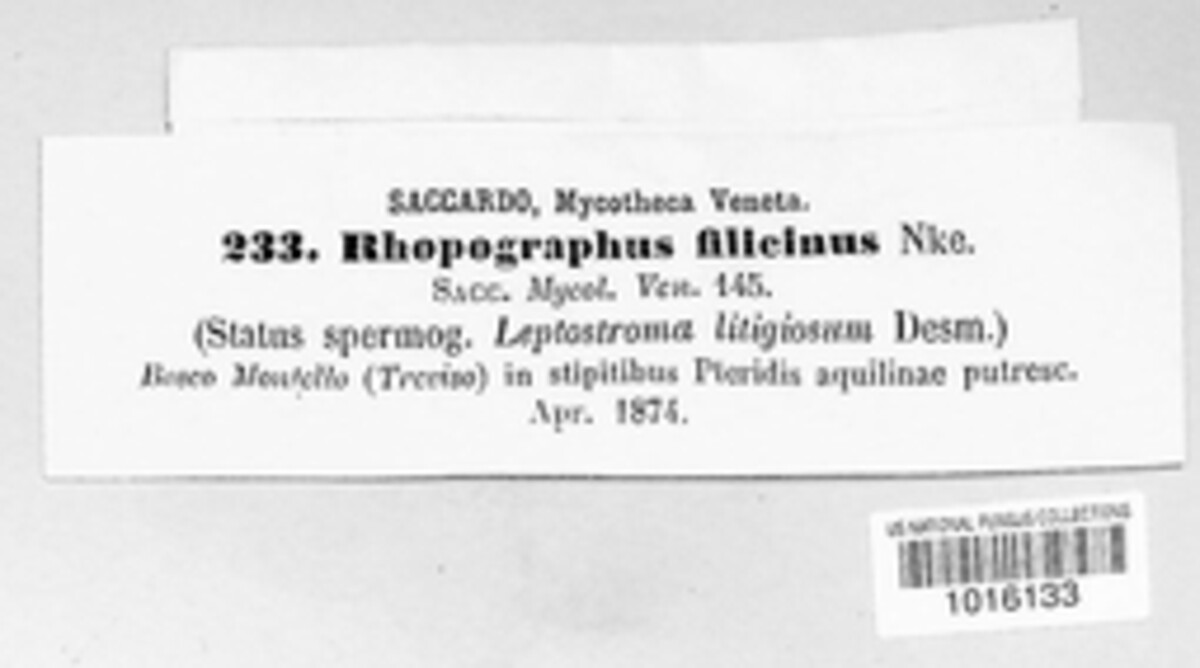 SACCARDO, Mycotheca Veneta.
233. Rhopographus filicinus Nke.
SACC. Mycol. Ven. 145.
(Status spermog. Leptostroma litigiosum Desm.)
Bosco Montello (Treviso) in stipitibus Pteridis aquilinae putresc.
Apr. 1874.
US NATIONAL FUNGUS COLLECTIONS
1016133